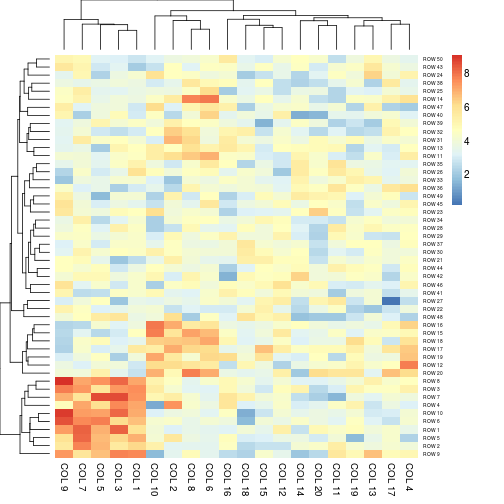 ROW 50
ROW 43
ROW 24
ROW 38
ROW 25
ROW 14
ROW 47
ROW 40
ROW 39
ROW 32
ROW 31
ROW 13
ROW 11
ROW 35
ROW 26
ROW 33
ROW 36
ROW 49
ROW 45
ROW 23
ROW 34
ROW 28
ROW 29
ROW 37
ROW 30
ROW 21
ROW 44
ROW 42
ROW 46
ROW 41
ROW 27
ROW 22
ROW 48
ROW 16
ROW 15
ROW 18
ROW 17
ROW 19
ROW 12
ROW 20
ROW 8
ROW 3
ROW 7
ROW 4
ROW 10
ROW 6
ROW 1
ROW 5
ROW 2
ROW 9
8
6
4
2
COL 9
COL 7
COL 5
COL 3
COL 1
COL 10
COL 2
COL 8
COL 6
COL 16
COL 18
COL 15
COL 12
COL 14
COL 20
COL 11
COL 19
COL 13
COL 17
COL 4